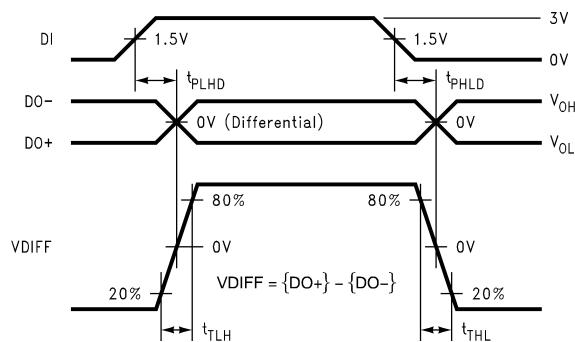 3V
DI
1.5V
1.5V
0V
tPLHD
tPHLD
DO−
VOH
0V (Differential)
0V
DO+
VOL
80%
80%
VDIFF
0V
0V
VDIFF = {DO+} − {DO−}
20%
20%
tTLH
tTHL